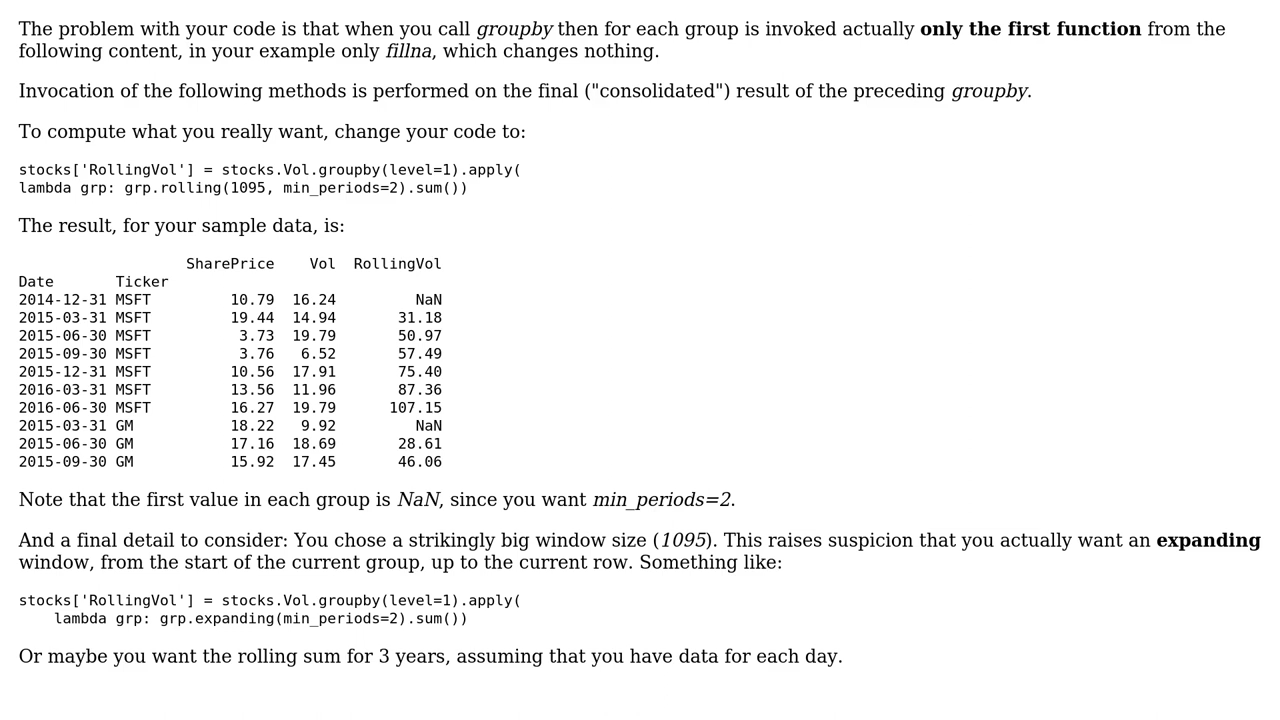 The problem with your code is that when you call groupby then for each group is invoked actually only the first function from the
following content, in your example only fillna, which changes nothing.
Invocation of the following methods is performed on the final ("consolidated") result of the preceding groupby.
To compute what you really want, change your code to:
stocks['RollingVol'] = stocks.Vol.groupby(level=1).apply(
lambda grp: grp.rolling(1095, min_periods=2).sum())
The result, for your sample data, is:
                   SharePrice    Vol  RollingVol
Date       Ticker
2014-12-31 MSFT         10.79  16.24         NaN
2015-03-31 MSFT         19.44  14.94       31.18
2015-06-30 MSFT          3.73  19.79       50.97
2015-09-30 MSFT          3.76   6.52       57.49
2015-12-31 MSFT         10.56  17.91       75.40
2016-03-31 MSFT         13.56  11.96       87.36
2016-06-30 MSFT         16.27  19.79      107.15
2015-03-31 GM           18.22   9.92         NaN
2015-06-30 GM           17.16  18.69       28.61
2015-09-30 GM           15.92  17.45       46.06
Note that the first value in each group is NaN, since you want min_periods=2.
And a final detail to consider: You chose a strikingly big window size (1095). This raises suspicion that you actually want an expanding
window, from the start of the current group, up to the current row. Something like:
stocks['RollingVol'] = stocks.Vol.groupby(level=1).apply(
    lambda grp: grp.expanding(min_periods=2).sum())
Or maybe you want the rolling sum for 3 years, assuming that you have data for each day.